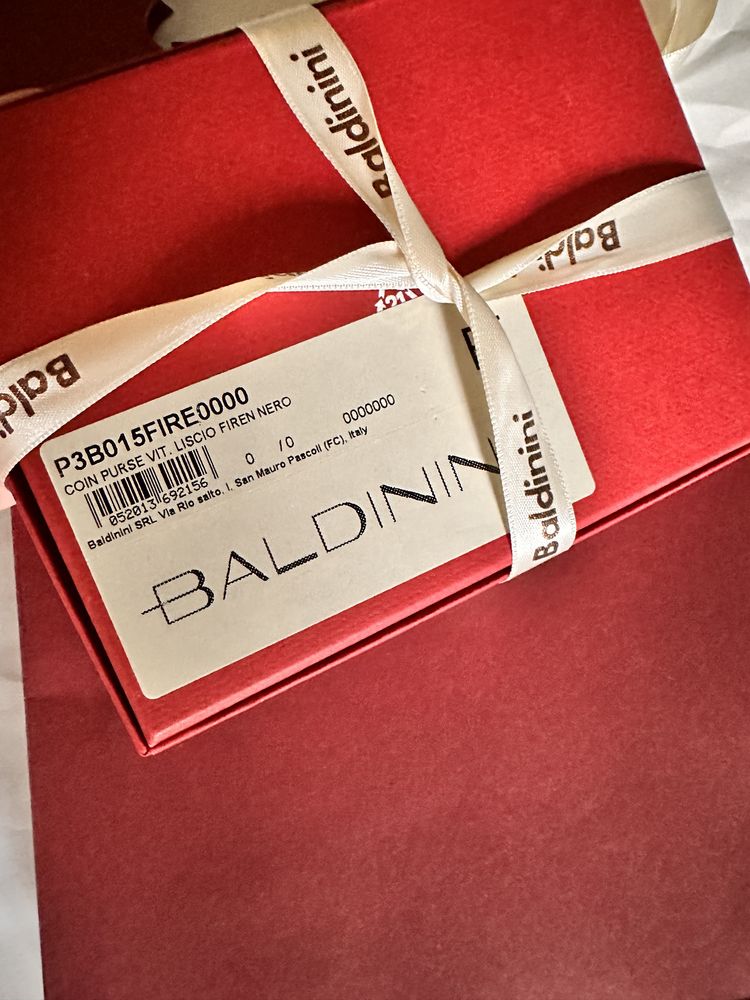 Baldinini
Baldinini
P3B015FIRE0000
COIN PURSE VIT. LISCIO FIREN NERO
0 /0 0000000
052013 692156
Baldinini SRL Via Rio salto, I, San Mauro Pascoli (FC), Italy
BALDININ
Baldinini